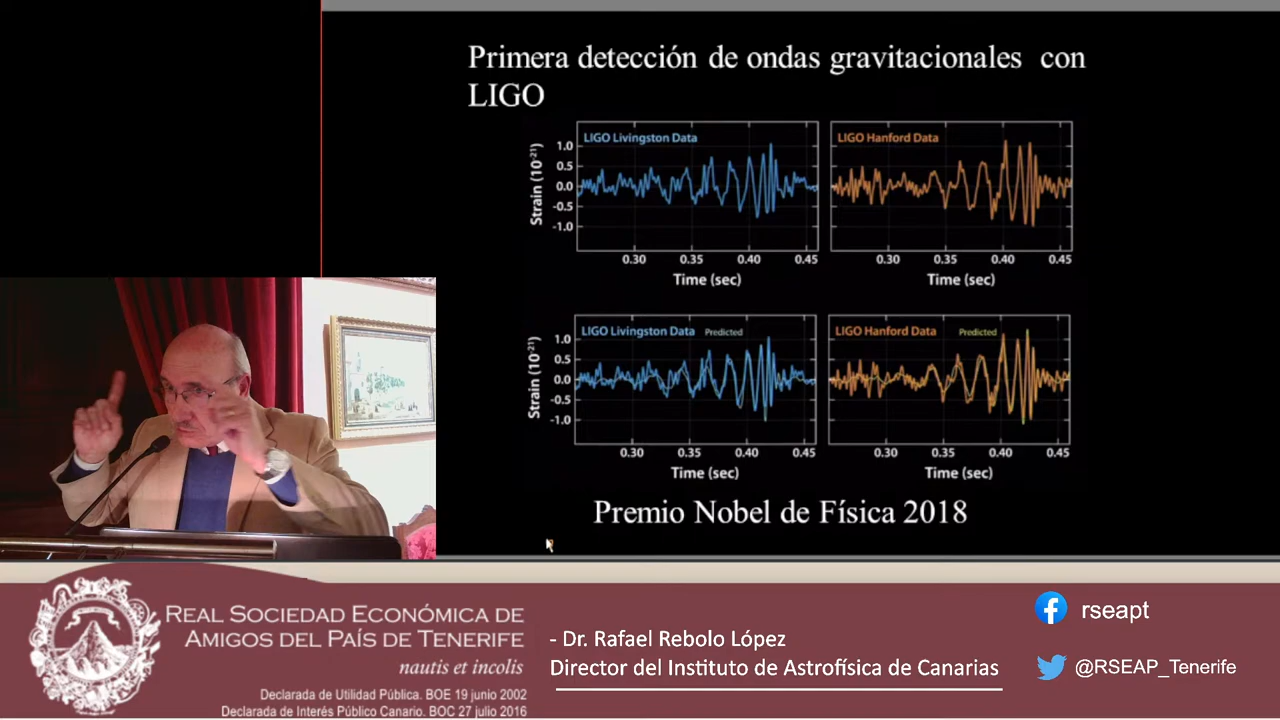 Primera detección de ondas gravitacionales con
LIGO
LIGO Livingston Data
LIGO Hanford Data
Strain (10⁻²¹)
1.0
0.5
0.0
-0.5
-1.0
0.30 0.35 0.40 0.45
0.30 0.35 0.40 0.45
Time (sec)
Time (sec)
LIGO Livingston Data Predicted
LIGO Hanford Data Predicted
Strain (10⁻²¹)
1.0
0.5
0.0
-0.5
-1.0
0.30 0.35 0.40 0.45
0.30 0.35 0.40 0.45
Time (sec)
Time (sec)
Premio Nobel de Física 2018
REAL SOCIEDAD ECONÓMICA DE
AMIGOS DEL PAÍS DE TENERIFE
nautis et incolis
Declarada de Utilidad Pública. BOE 19 junio 2002
Declarada de Interés Público Canario. BOC 27 julio 2016
- Dr. Rafael Rebolo López
Director del Instituto de Astrofísica de Canarias
rseapt
@RSEAP_Tenerife